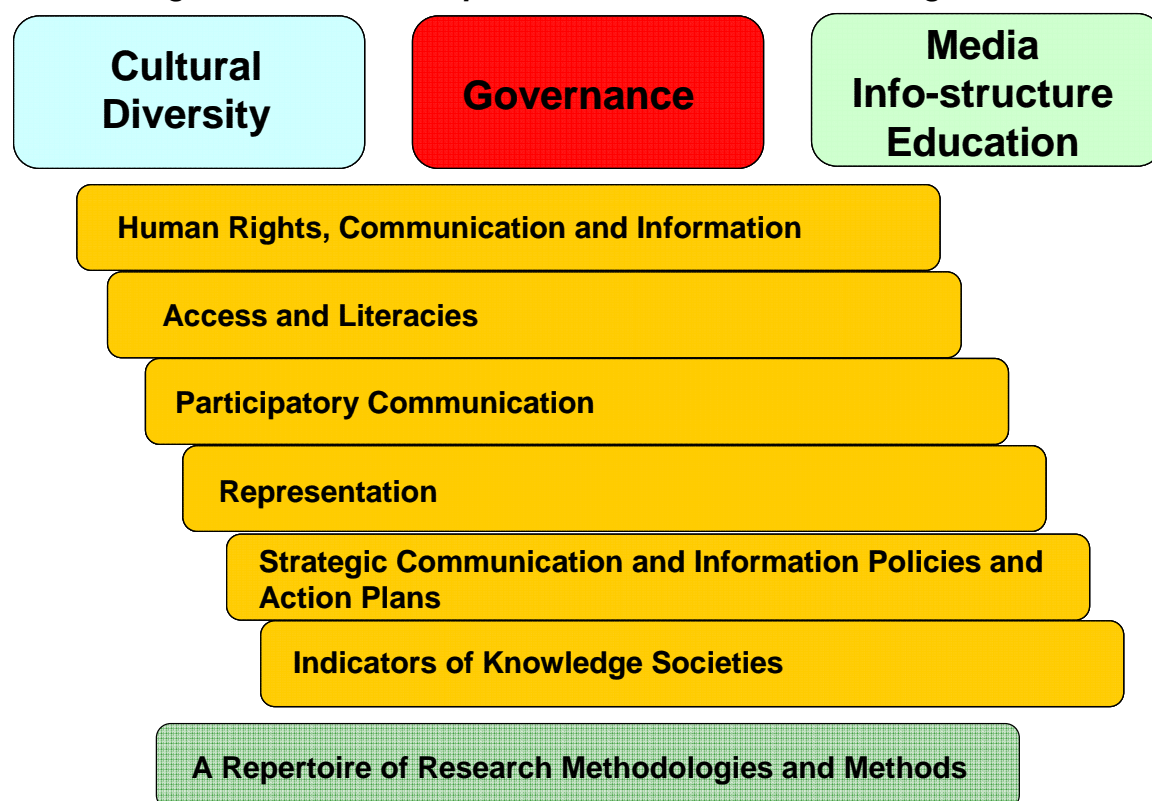 Cultural
Diversity
Governance
Media
Info-structure
Education
Human Rights, Communication and Information
Access and Literacies
Participatory Communication
Representation
Strategic Communication and Information Policies and
Action Plans
Indicators of Knowledge Societies
A Repertoire of Research Methodologies and Methods